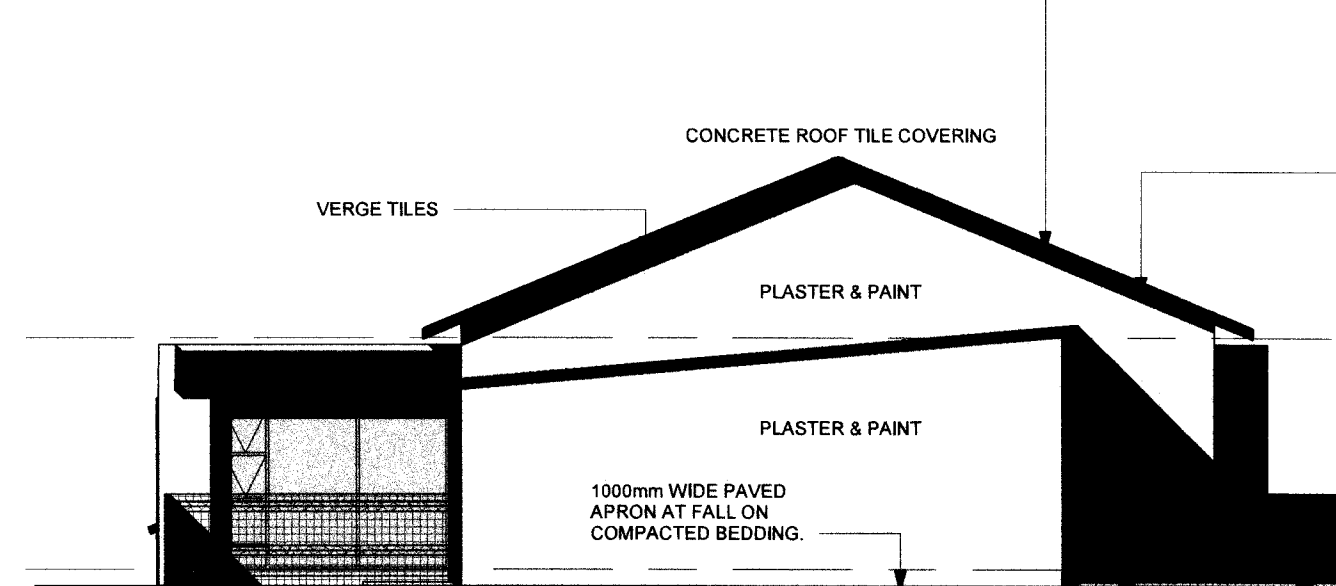 CONCRETE ROOF TILE COVERING
VERGE TILES
PLASTER & PAINT
PLASTER & PAINT
1000mm WIDE PAVED
APRON AT FALL ON
COMPACTED BEDDING.